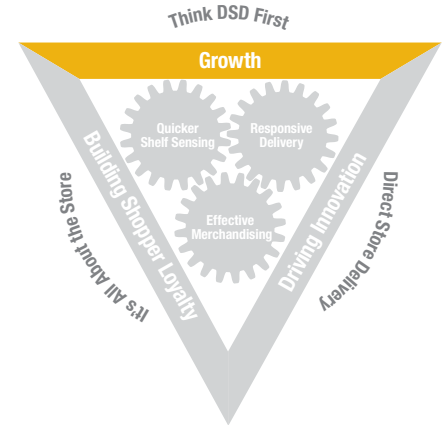 Think DSD First
Growth
Quicker
Shelf Sensing
Responsive
Delivery
Effective
Merchandising
Building Shopper Loyalty
Driving Innovation
It's All About the Store
Direct Store Delivery